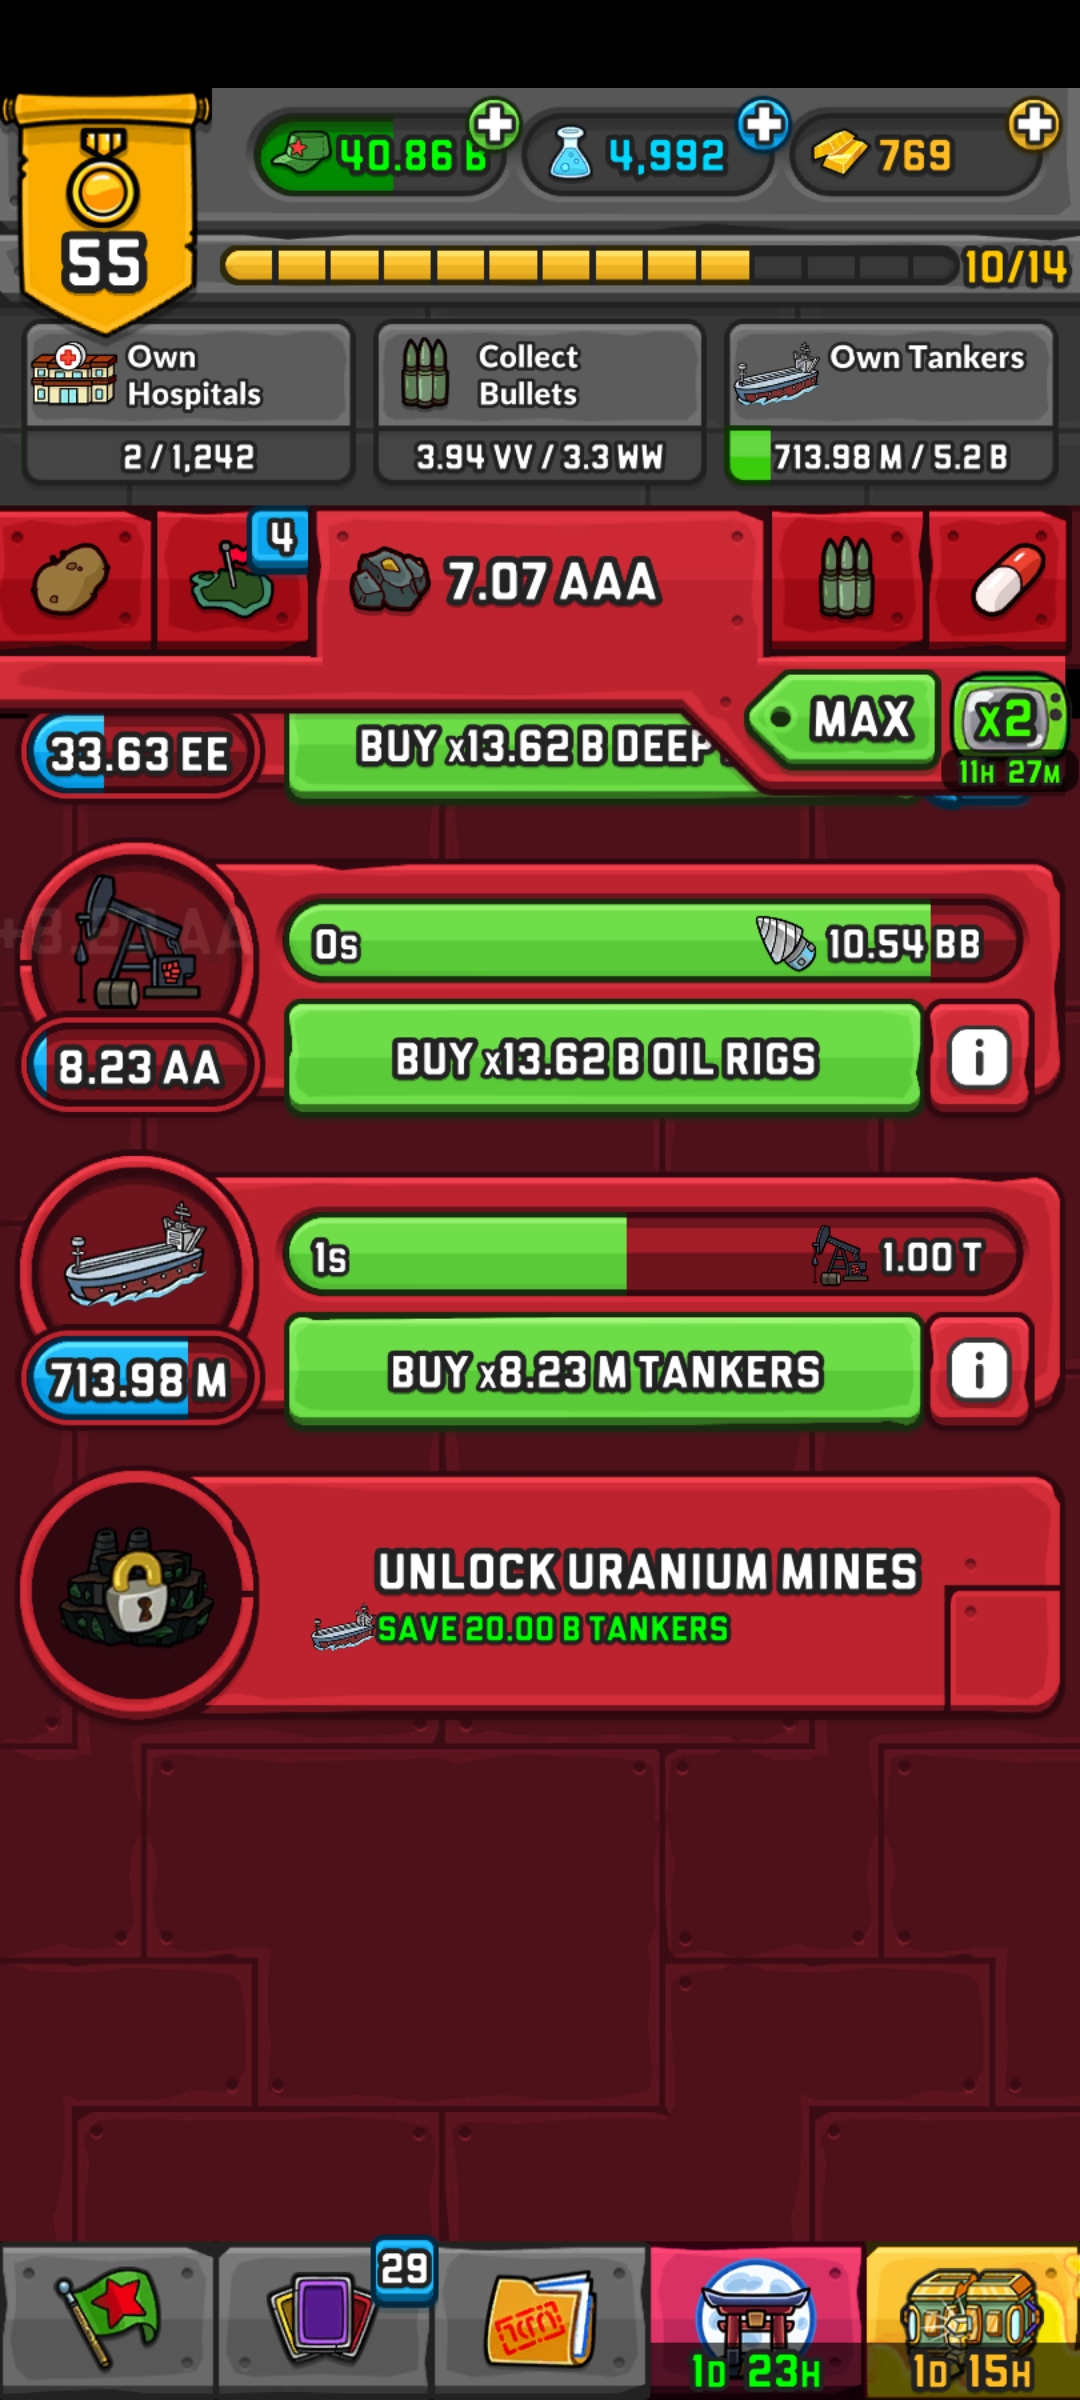 40.86 B
4,992
769
55
10/14
Own
Hospitals
2 / 1,242
Collect
Bullets
3.94 VV / 3.3 WW
Own Tankers
713.98 M / 5.2 B
4
7.07 AAA
MAX
x2
11H 27M
33.63 EE
BUY x13.62 B DEEP
+8.23 AA
0s
10.54 BB
8.23 AA
BUY x13.62 B OIL RIGS
i
1s
1.00 T
713.98 M
BUY x8.23 M TANKERS
i
UNLOCK URANIUM MINES
SAVE 20.00 B TANKERS
29
1D 23H
1D 15H